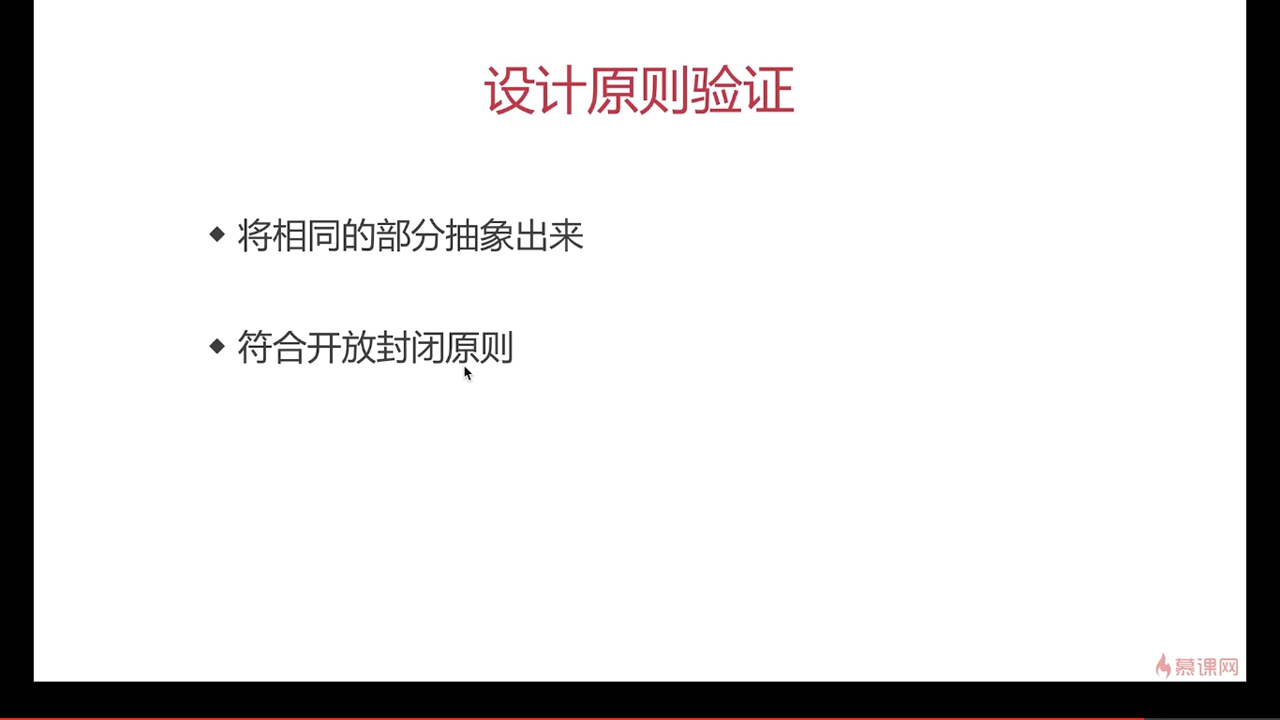 设计原则验证
将相同的部分抽象出来
符合开放封闭原则
慕课网